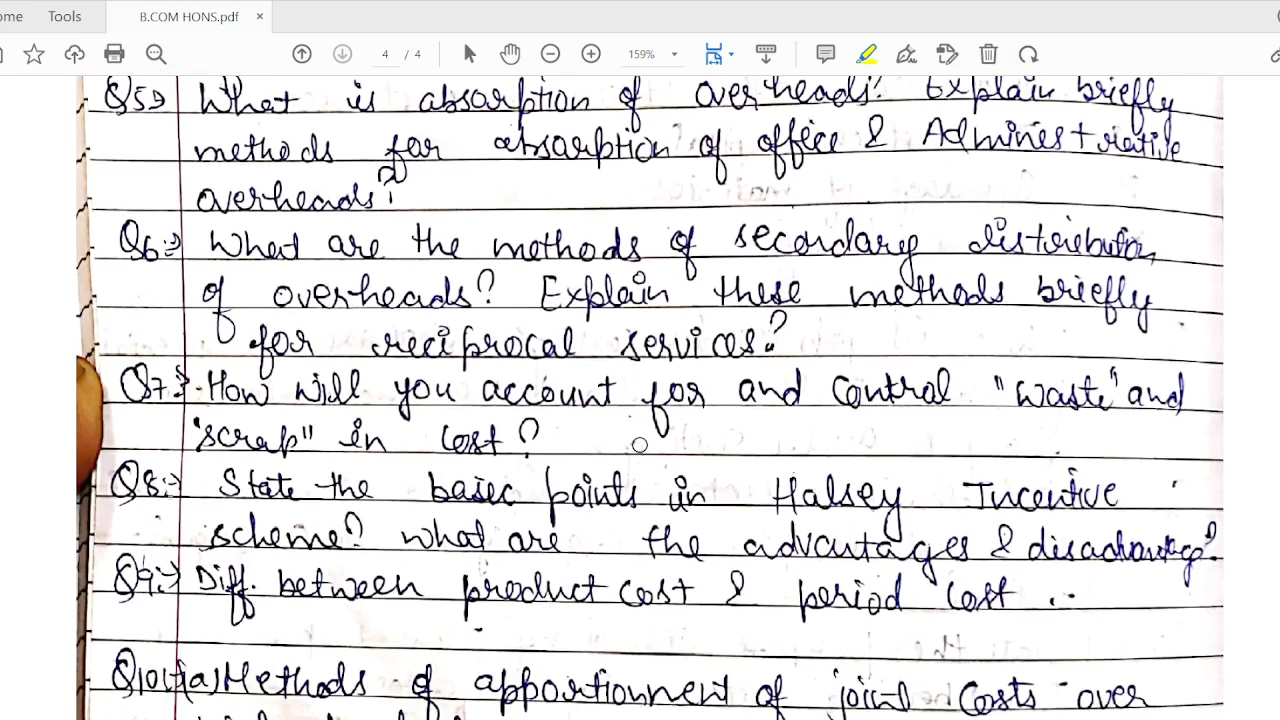 ome Tools B.COM HONS.pdf ×
4 / 4 159%
Q5⇒ What is absorption of overheads? Explain briefly
methods for absorption of office & Adminestrative
overheads?
Q6:⇒ What are the methods of secondary distribution
of overheads? Explain these methods briefly
for reciprocal services?
Q7:⇒ How will you account for and control "waste" and
"scrap" in cost?
Q8:⇒ State the basic points in Halsey Incentive
scheme? what are the advantages & disadvantage?
Q9:⇒ Diff. between product cost & period cost.
Q10(a) Methods of apportionment of joint costs over